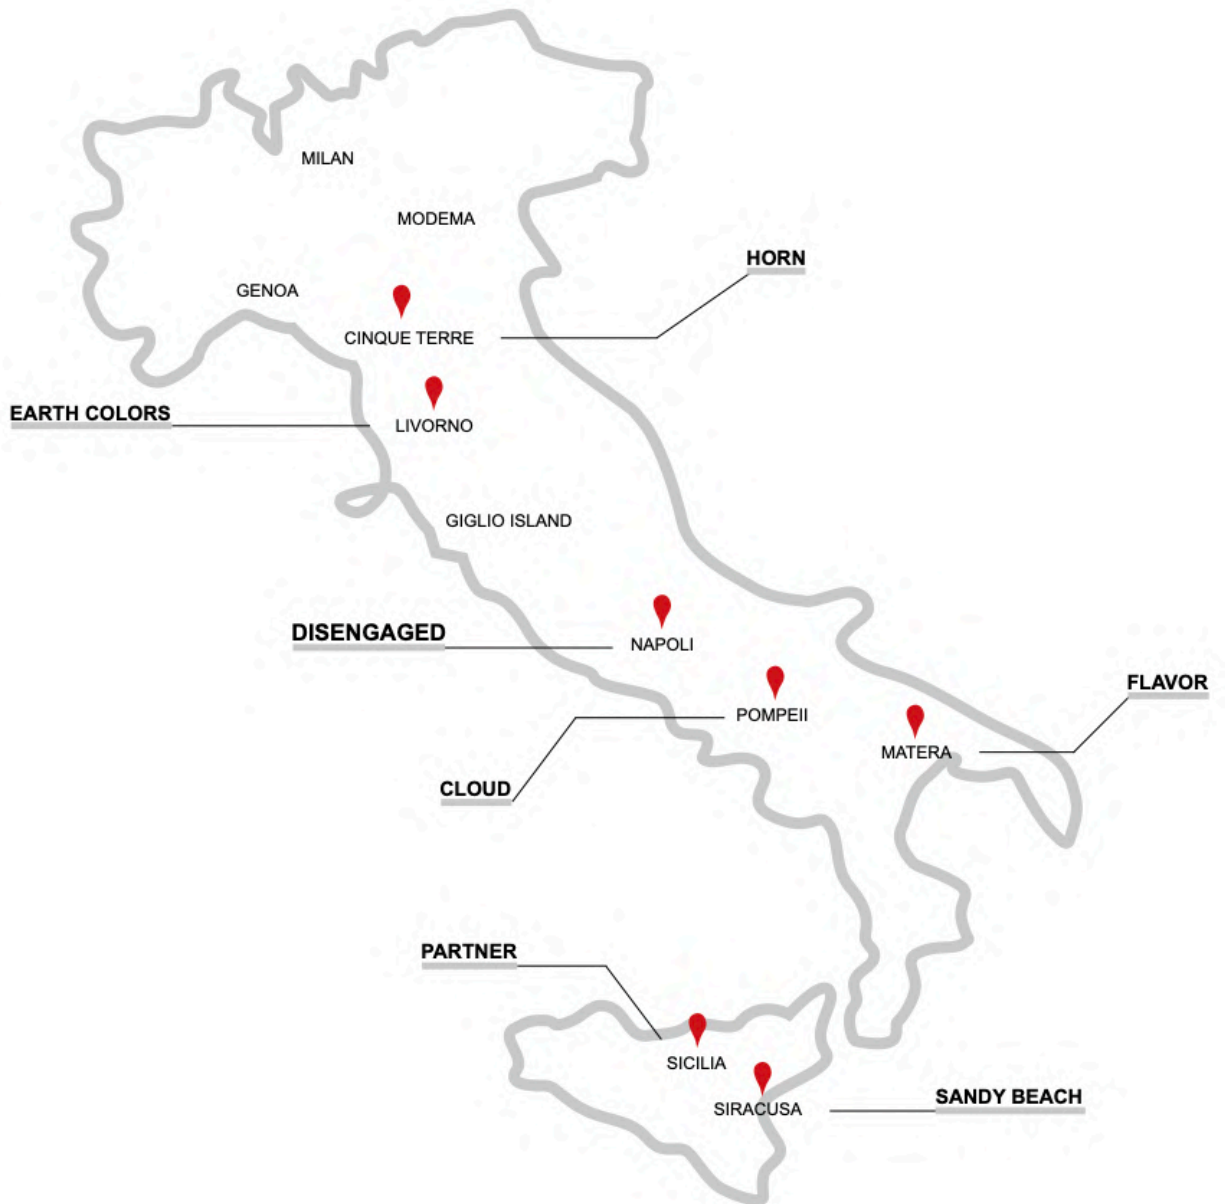 MILAN
MODEMA
HORN
GENOA
CINQUE TERRE
EARTH COLORS
LIVORNO
GIGLIO ISLAND
DISENGAGED
NAPOLI
FLAVOR
POMPEII
MATERA
CLOUD
PARTNER
SICILIA
SIRACUSA
SANDY BEACH